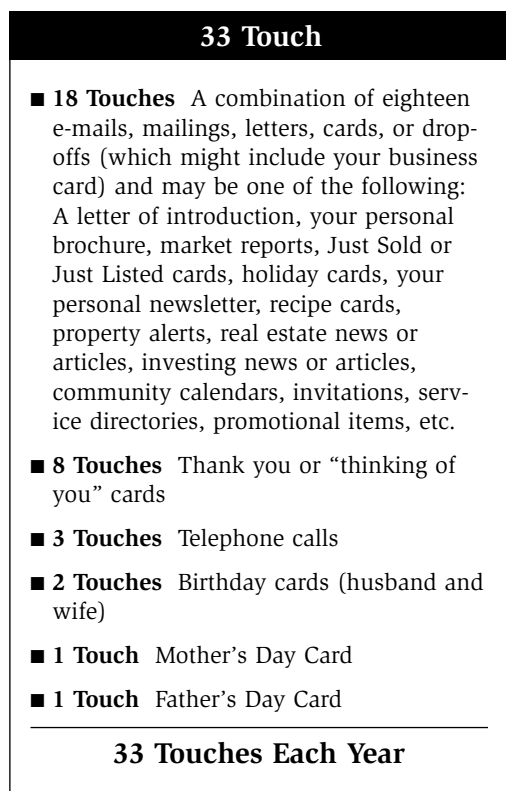 33 Touch
■ 18 Touches A combination of eighteen
e-mails, mailings, letters, cards, or drop-
offs (which might include your business
card) and may be one of the following:
A letter of introduction, your personal
brochure, market reports, Just Sold or
Just Listed cards, holiday cards, your
personal newsletter, recipe cards,
property alerts, real estate news or
articles, investing news or articles,
community calendars, invitations, serv-
ice directories, promotional items, etc.
■ 8 Touches Thank you or “thinking of
you” cards
■ 3 Touches Telephone calls
■ 2 Touches Birthday cards (husband and
wife)
■ 1 Touch Mother’s Day Card
■ 1 Touch Father’s Day Card
33 Touches Each Year